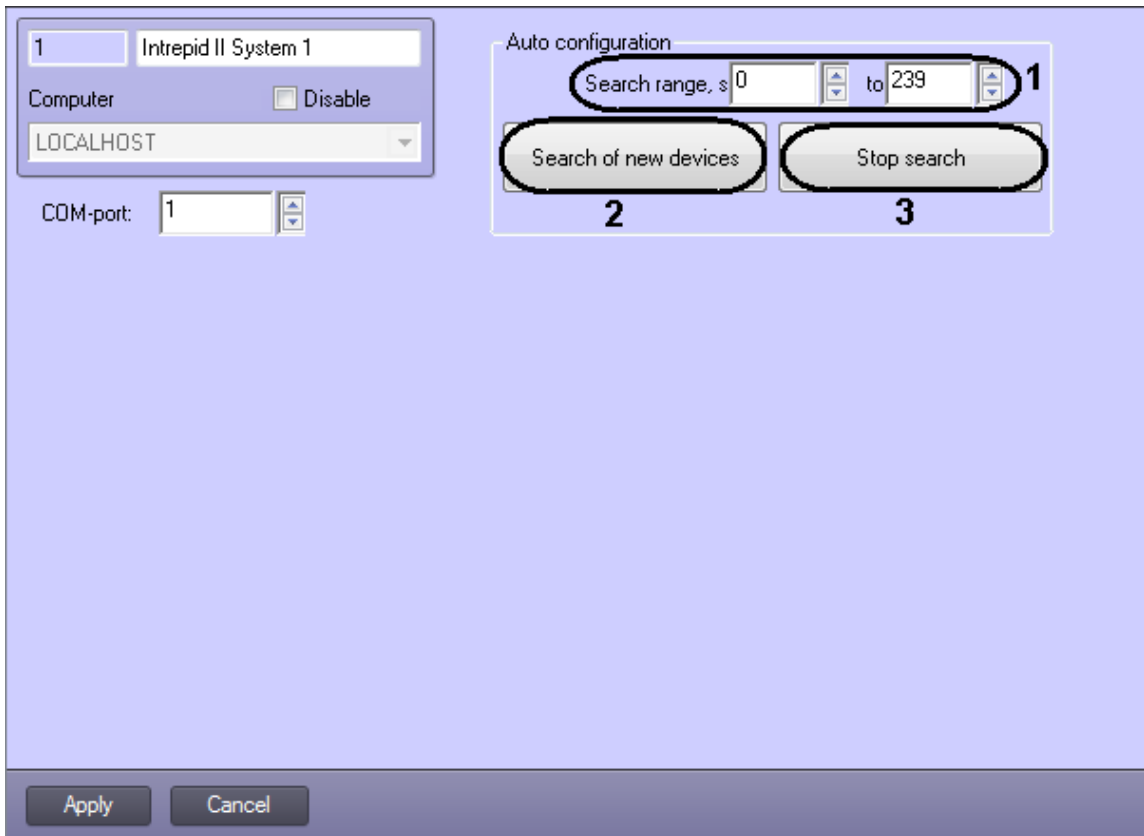 1 Intrepid II System 1
Computer Disable
LOCALHOST
COM-port: 1
Auto configuration
Search range, s 0 to 239 1
Search of new devices Stop search
2 3
Apply Cancel